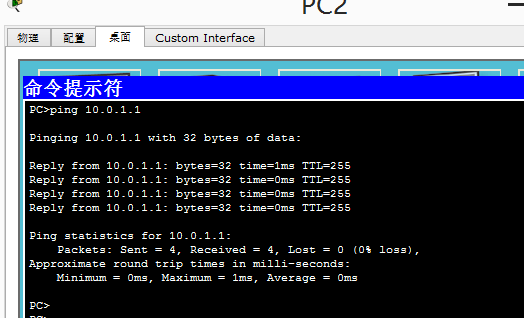 PC2
物理 配置 桌面 Custom Interface
命令提示符
PC>ping 10.0.1.1
Pinging 10.0.1.1 with 32 bytes of data:
Reply from 10.0.1.1: bytes=32 time=1ms TTL=255
Reply from 10.0.1.1: bytes=32 time=0ms TTL=255
Reply from 10.0.1.1: bytes=32 time=0ms TTL=255
Reply from 10.0.1.1: bytes=32 time=0ms TTL=255
Ping statistics for 10.0.1.1:
Packets: Sent = 4, Received = 4, Lost = 0 (0% loss),
Approximate round trip times in milli-seconds:
Minimum = 0ms, Maximum = 1ms, Average = 0ms
PC>
PC>